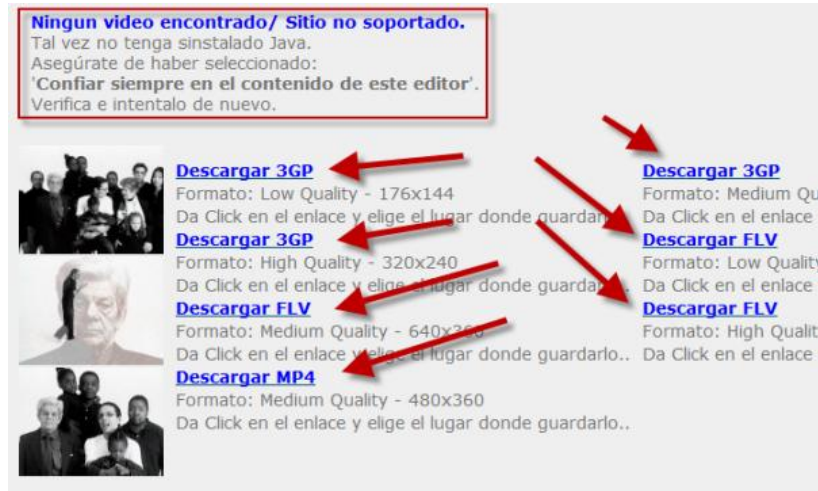 Ningun video encontrado/ Sitio no soportado.
Tal vez no tenga sinstalado Java.
Asegúrate de haber seleccionado:
'Confiar siempre en el contenido de este editor'.
Verifica e intentalo de nuevo.
Descargar 3GP
Formato: Low Quality - 176x144
Da Click en el enlace y elige el lugar donde guardarlo..
Descargar 3GP
Formato: High Quality - 320x240
Da Click en el enlace y elige el lugar donde guardarlo..
Descargar FLV
Formato: Medium Quality - 640x360
Da Click en el enlace y elige el lugar donde guardarlo..
Descargar MP4
Formato: Medium Quality - 480x360
Da Click en el enlace y elige el lugar donde guardarlo..
Descargar 3GP
Formato: Medium Qu
Da Click en el enlace
Descargar FLV
Formato: Low Quality
Da Click en el enlace
Descargar FLV
Formato: High Qualit
Da Click en el enlace